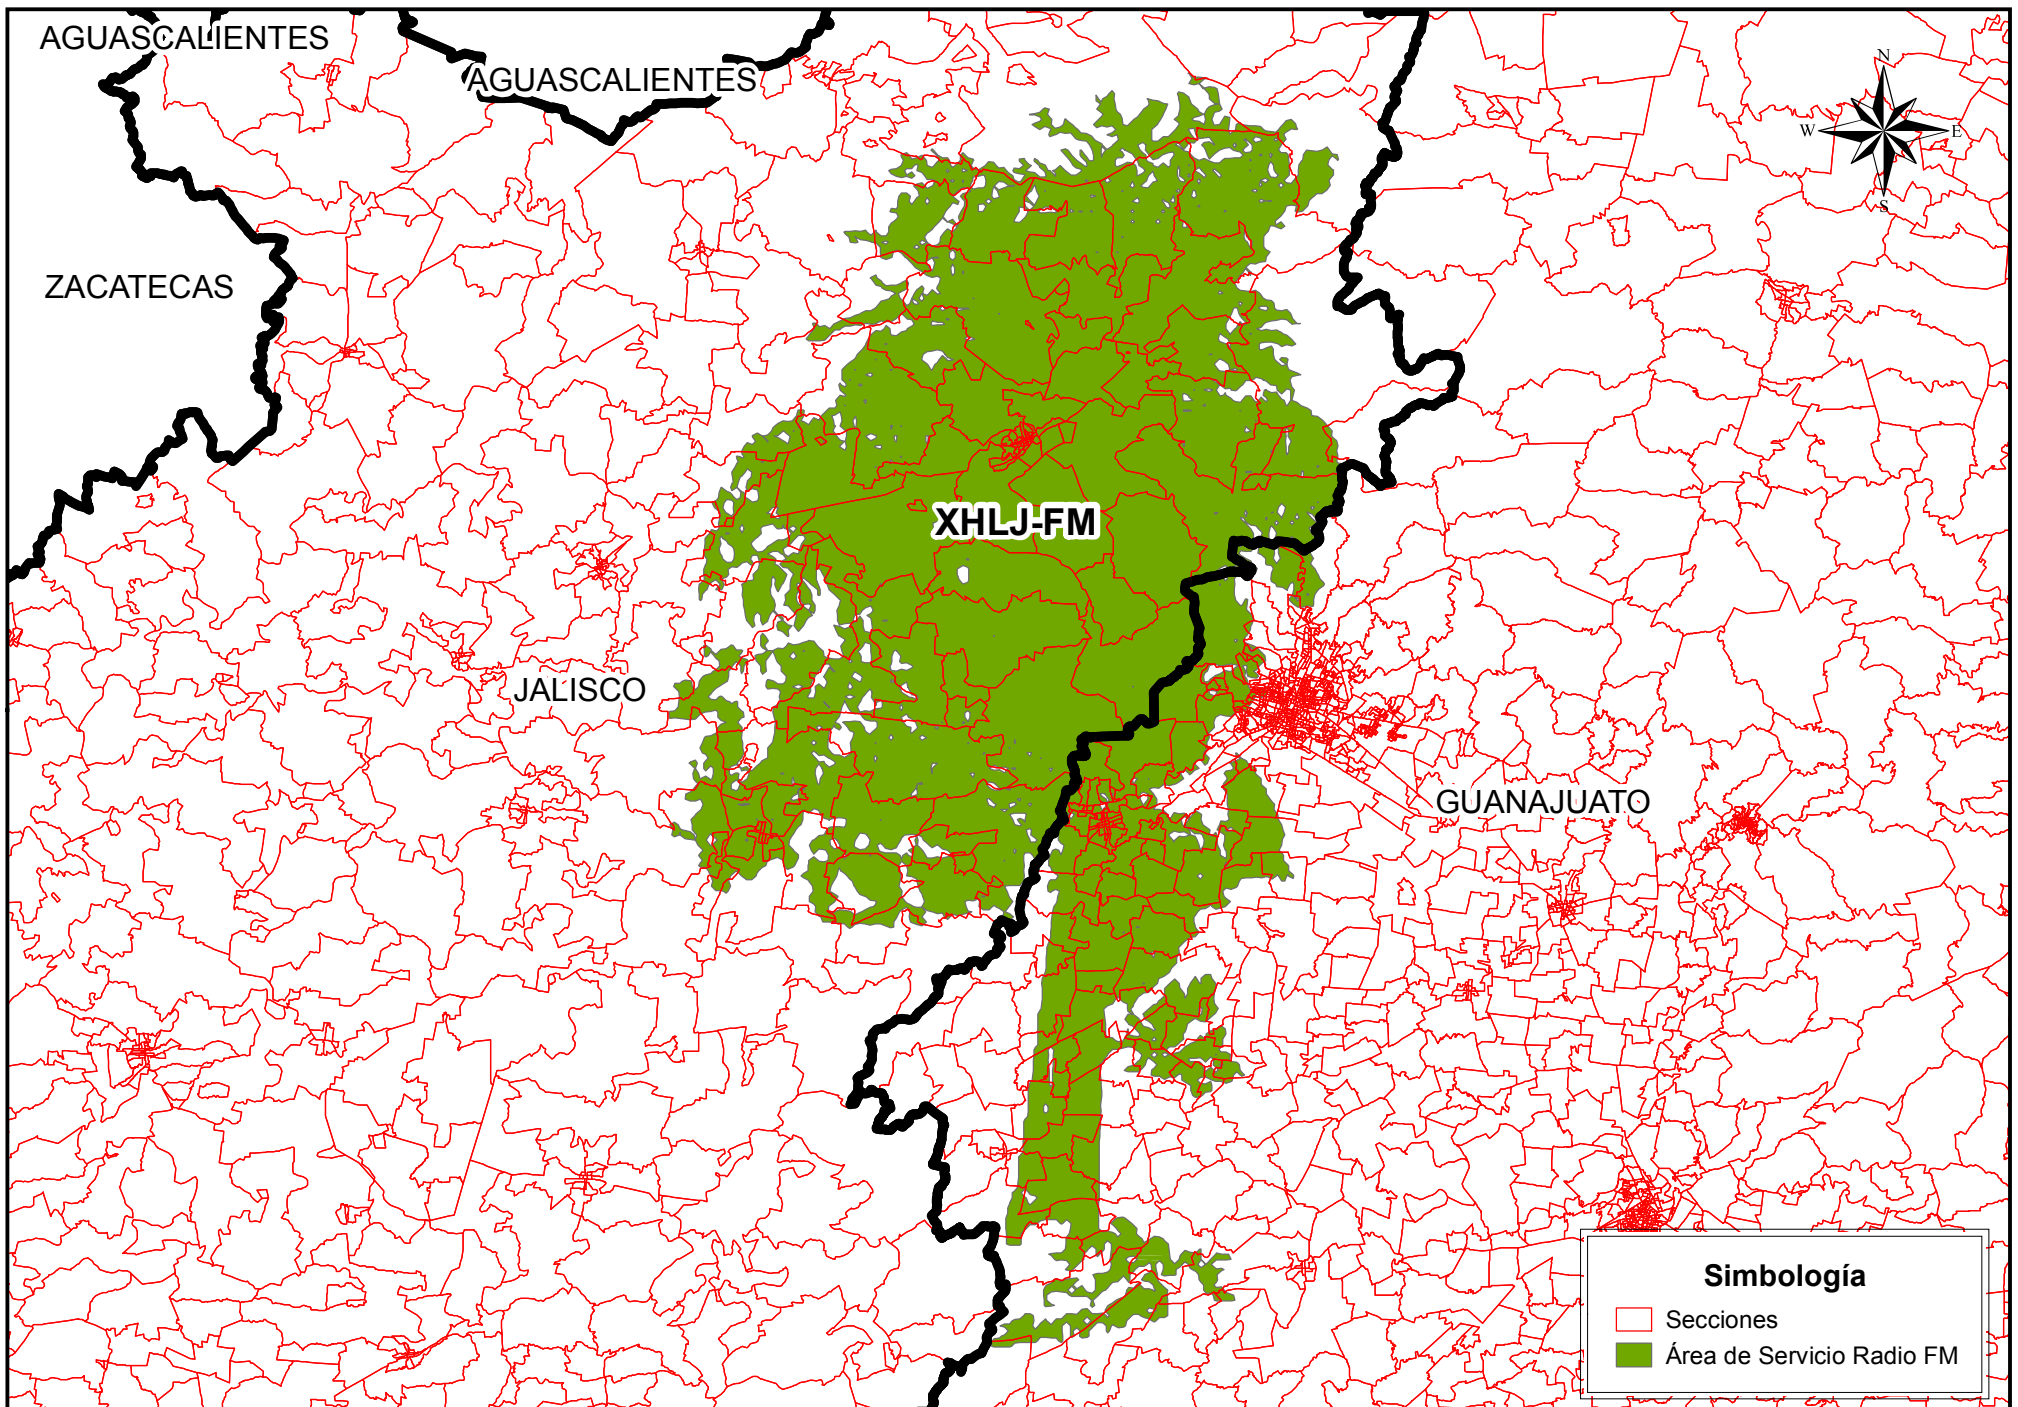 AGUASCALIENTES
AGUASCALIENTES
N
W
E
S
ZACATECAS
XHLJ-FM
JALISCO
GUANAJUATO
Simbología
Secciones
Área de Servicio Radio FM